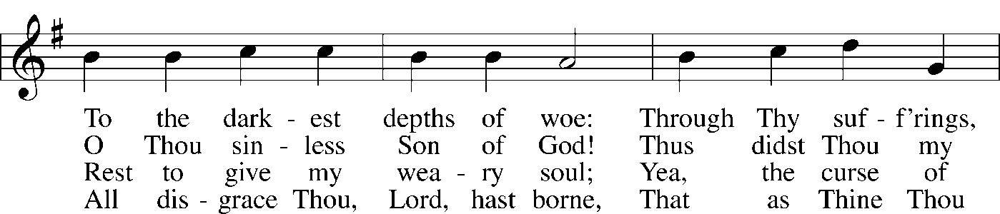 To the dark - est depths of woe: Through Thy suf - f'rings,
O Thou sin - less Son of God! Thus didst Thou my
Rest to give my wea - ry soul; Yea, the curse of
All dis - grace Thou, Lord, hast borne, That as Thine Thou